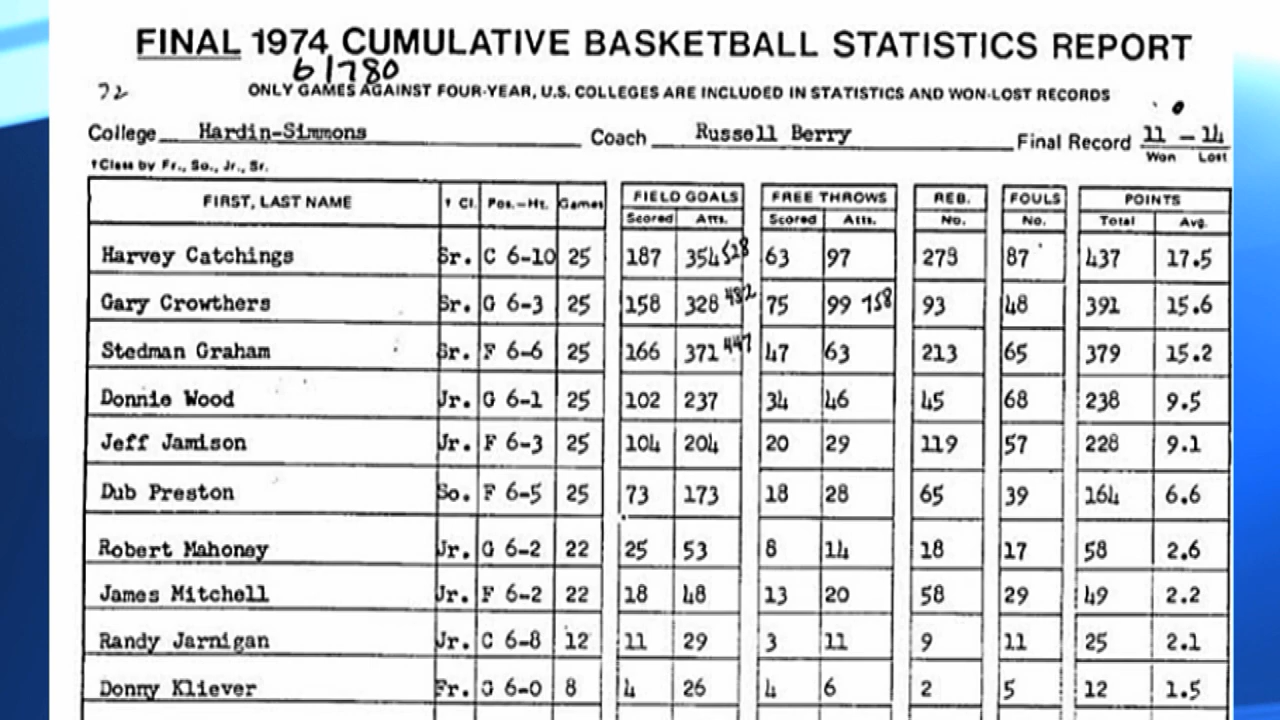 FINAL 1974 CUMULATIVE BASKETBALL STATISTICS REPORT
61780
72 ONLY GAMES AGAINST FOUR-YEAR, U.S. COLLEGES ARE INCLUDED IN STATISTICS AND WON-LOST RECORDS
College Hardin-Simmons Coach Russell Berry Final Record 11 - 14
Won Lost
†Class by Fr., So., Jr., Sr.
FIRST, LAST NAME † Cl. Pos.-Ht. Games FIELD GOALS FREE THROWS REB. FOULS POINTS
Scored Atts. Scored Atts. No. No. Total Avg.
Harvey Catchings Sr. C 6-10 25 187 354 528 63 97 278 87 437 17.5
Gary Crowthers Sr. G 6-3 25 158 328 482 75 99 758 93 48 391 15.6
Stedman Graham Sr. F 6-6 25 166 371 447 47 63 213 65 379 15.2
Donnie Wood Jr. G 6-1 25 102 237 34 46 45 68 238 9.5
Jeff Jamison Jr. F 6-3 25 104 204 20 29 119 57 228 9.1
Dub Preston So. F 6-5 25 73 173 18 28 65 39 164 6.6
Robert Mahoney Jr. G 6-2 22 25 53 8 14 18 17 58 2.6
James Mitchell Jr. F 6-2 22 18 48 13 20 58 29 49 2.2
Randy Jarnigan Jr. C 6-8 12 11 29 3 11 9 11 25 2.1
Donny Kliever Fr. G 6-0 8 4 26 4 6 2 5 12 1.5